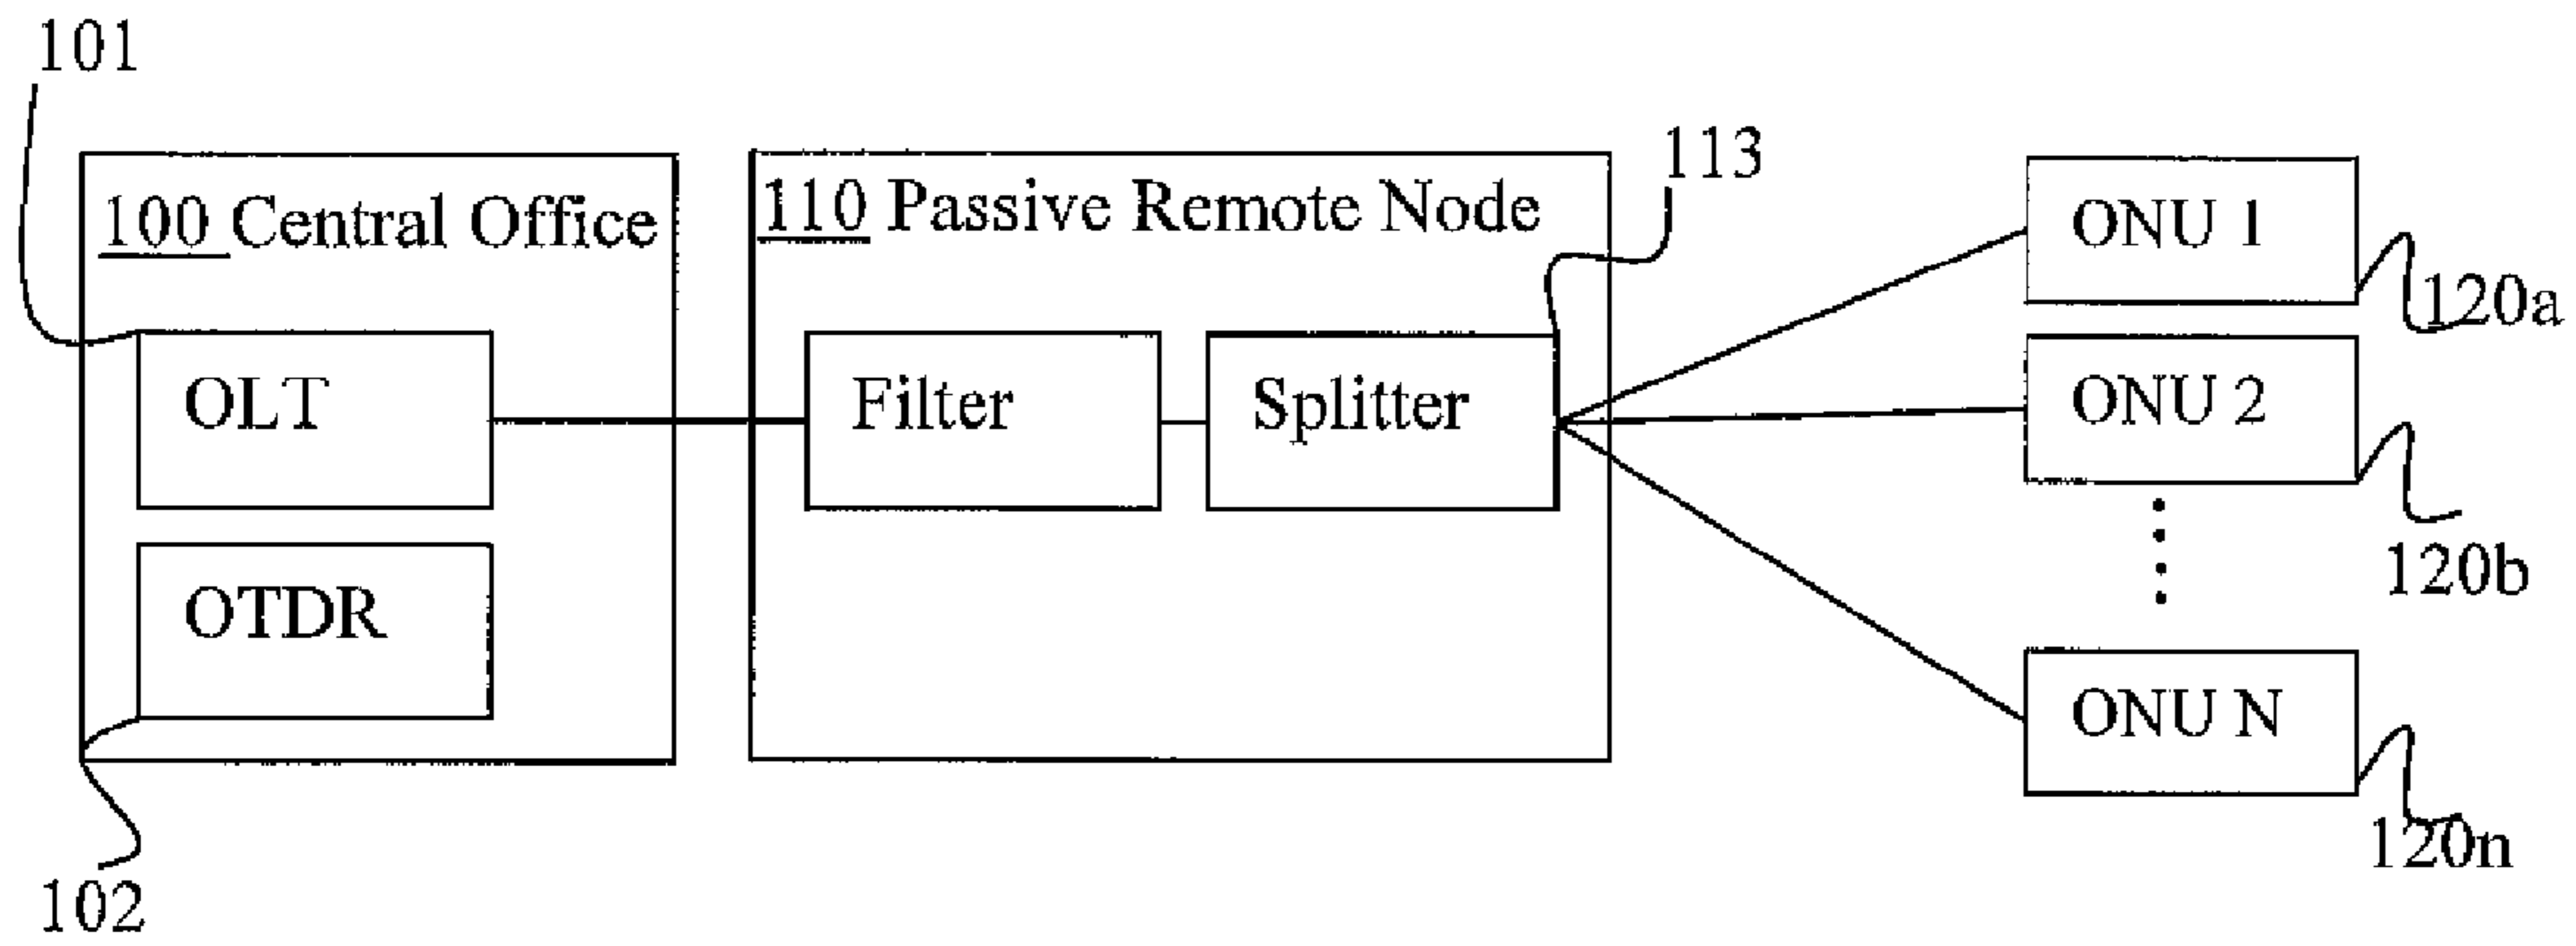 101
113
110 Passive Remote Node
100 Central Office
ONU 1
120a
OLT
Filter
Splitter
ONU 2
120b
OTDR
ONU N
120n
102